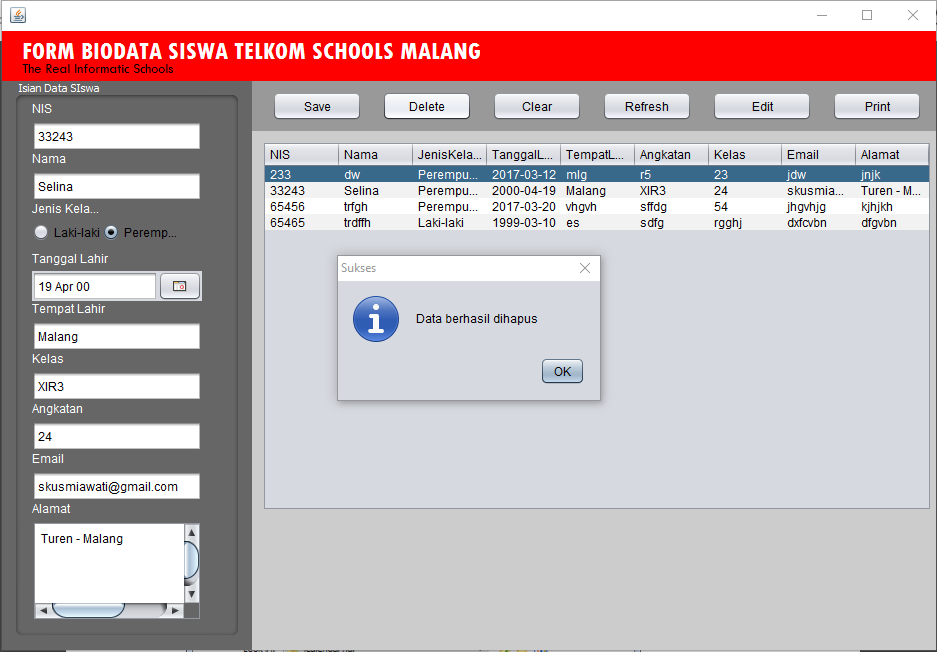 FORM BIODATA SISWA TELKOM SCHOOLS MALANG
The Real Informatic Schools
Isian Data SIswa
NIS
33243
Nama
Selina
Jenis Kela...
Laki-laki Peremp...
Tanggal Lahir
19 Apr 00
Tempat Lahir
Malang
Kelas
XIR3
Angkatan
24
Email
skusmiawati@gmail.com
Alamat
Turen - Malang
Save Delete Clear Refresh Edit Print
NIS Nama JenisKela... TanggalL... TempatL... Angkatan Kelas Email Alamat
233 dw Perempu... 2017-03-12 mlg r5 23 jdw jnjk
33243 Selina Perempu... 2000-04-19 Malang XIR3 24 skusmia... Turen - M...
65456 trfgh Perempu... 2017-03-20 vhgvh sffdg 54 jhgvhjg kjhjkh
65465 trdffh Laki-laki 1999-03-10 es sdfg rgghj dxfcvbn dfgvbn
Sukses
Data berhasil dihapus
OK